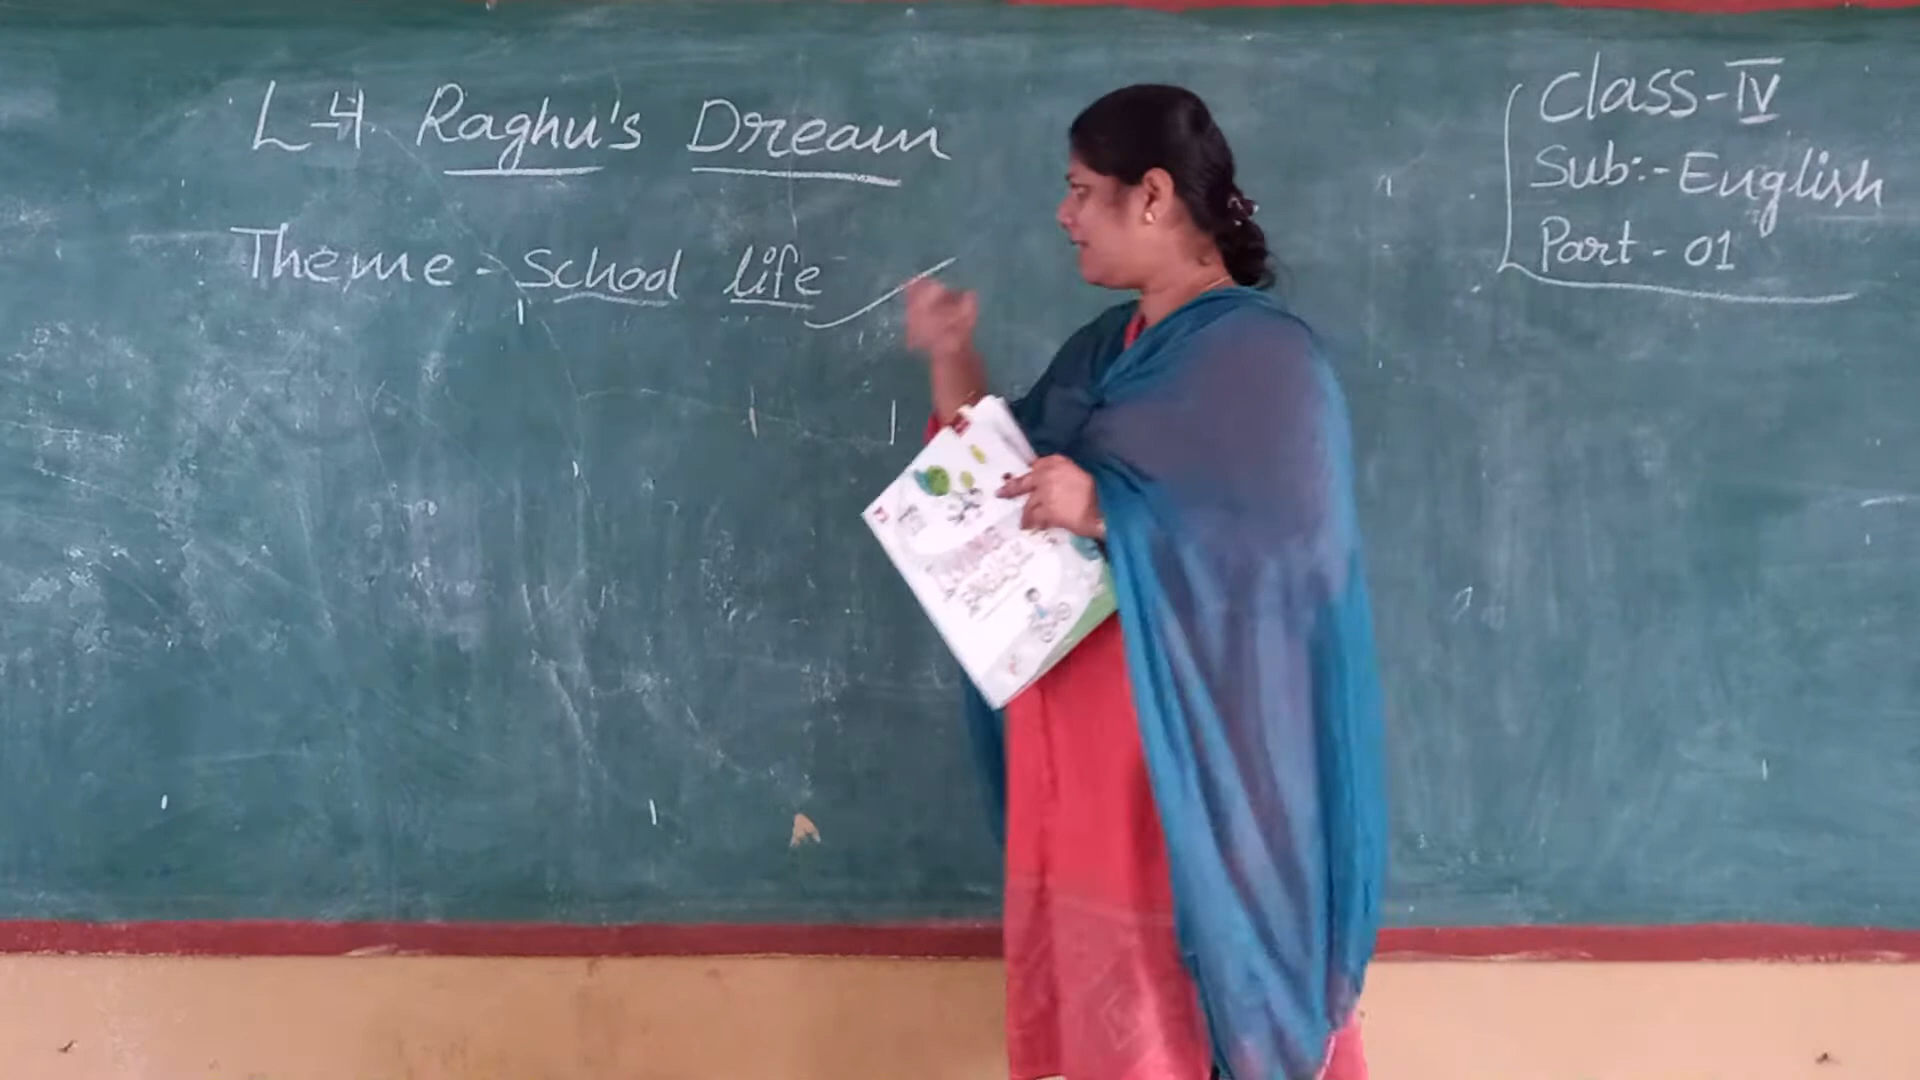 L-4 Raghu's Dream
Theme - School life
Class-IV
Sub:- English
Part - 01